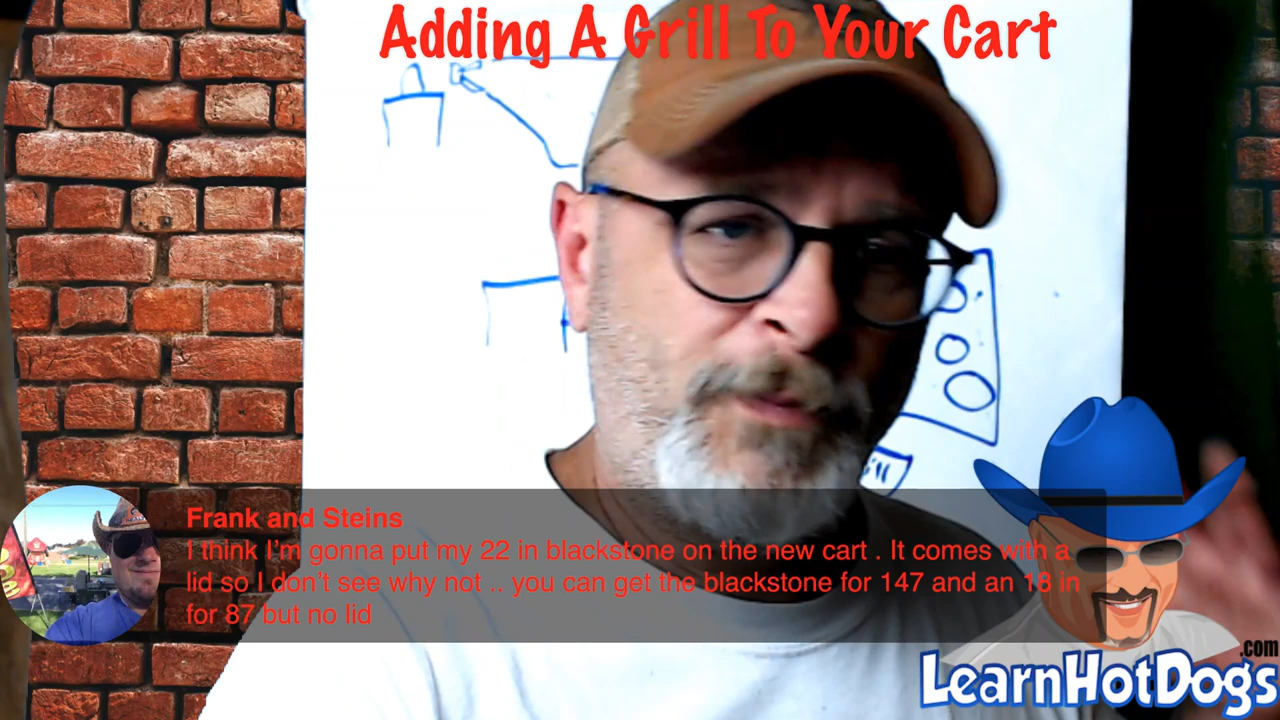 Adding A Grill To Your Cart
Frank and Steins
I think I'm gonna put my 22 in blackstone on the new cart . It comes with a
lid so I don't see why not .. you can get the blackstone for 147 and an 18 in
for 87 but no lid
.com
LearnHotDogs